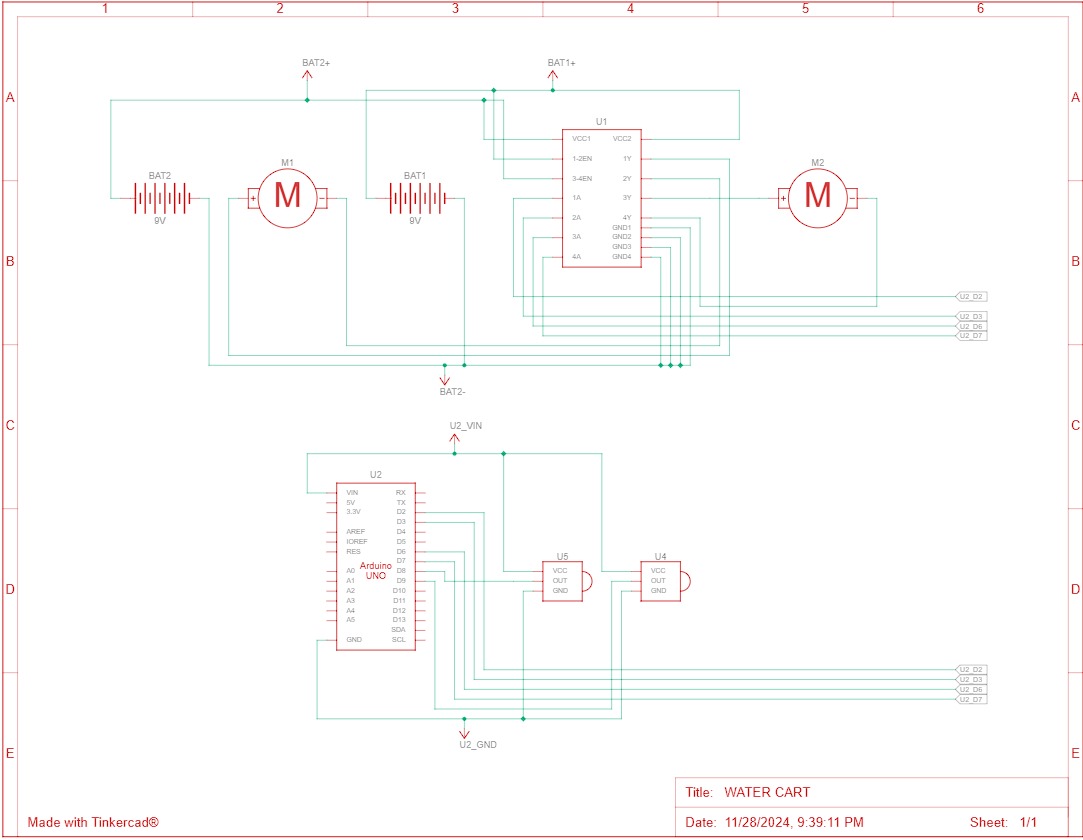 1 2 3 4 5 6
BAT2+ BAT1+
A A
U1
VCC1 VCC2
1-2EN 1Y
3-4EN 2Y
1A 3Y
2A 4Y
GND1
3A GND2
GND3
4A GND4
BAT2
9V
M1
+ M -
BAT1
9V
M2
+ M -
B B
U2_D2
U2_D3
U2_D6
U2_D7
BAT2-
C C
U2_VIN
U2
VIN RX
5V TX
3.3V D2
D3
AREF D4
IOREF D5
RES D6
D7
Arduino
UNO
A0 D8
A1 D9
A2 D10
A3 D11
A4 D12
A5 D13
SDA
GND SCL
U5
VCC
OUT
GND
U4
VCC
OUT
GND
D D
U2_D2
U2_D3
U2_D6
U2_D7
U2_GND
E E
Title: WATER CART
Date: 11/28/2024, 9:39:11 PM Sheet: 1/1
Made with Tinkercad®